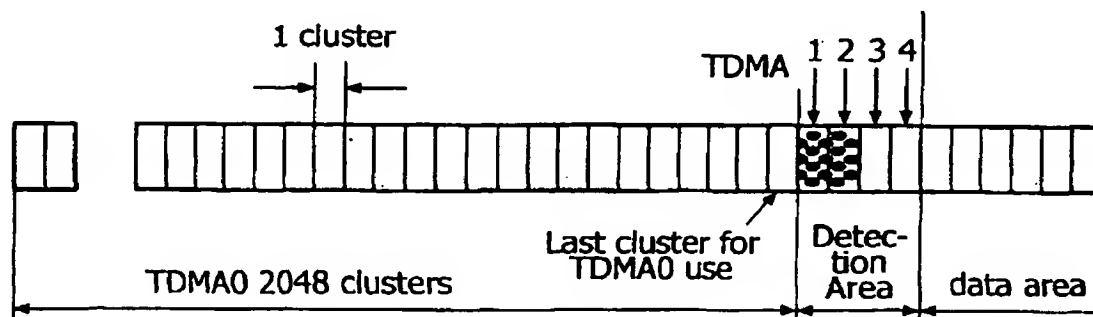 1 cluster
TDMA 1 2 3 4
Last cluster for
TDMA0 use
Detec-
tion
Area
TDMA0 2048 clusters
data area